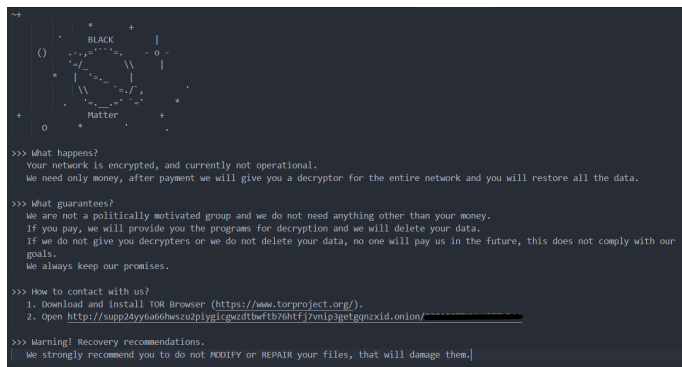 BLACK
Matter
>>> What happens?
Your network is encrypted, and currently not operational.
We need only money, after payment we will give you a decryptor for the entire network and you will restore all the data.
>>> What guarantees?
We are not a politically motivated group and we do not need anything other than your money.
If you pay, we will provide you the programs for decryption and we will delete your data.
If we do not give you decrypters or we do not delete your data, no one will pay us in the future, this does not comply with our
goals.
We always keep our promises.
>>> How to contact with us?
1. Download and install TOR Browser (https://www.torproject.org/).
2. Open http://supp24yy6a66hwszu2piygicgwzdtbwftb76htfj7vnip3getgqnzxid.onion/
>>> Warning! Recovery recommendations.
We strongly recommend you to do not MODIFY or REPAIR your files, that will damage them.